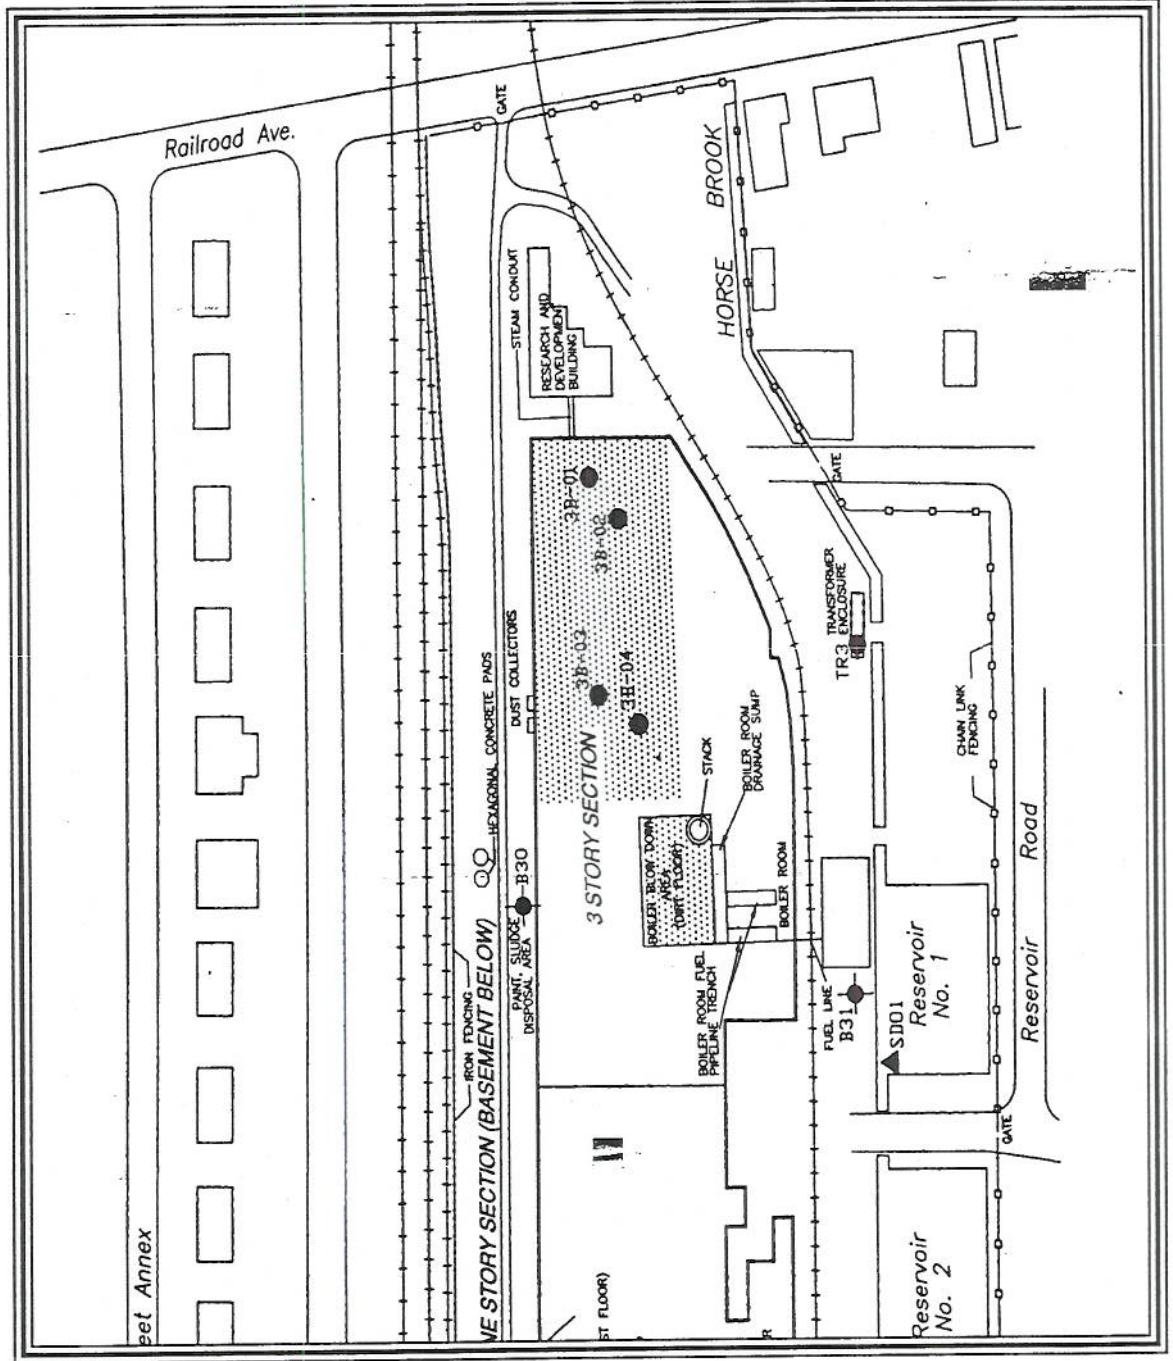 Railroad Ave.
GATE
HORSE BROOK
STEAM CONDUIT
RESEARCH AND
DEVELOPMENT
BUILDING
3B-01
3B-02
GATE
TRANSFORMER
ENCLOSURE
TR3
DUST COLLECTORS
HEXAGONAL CONCRETE PADS
3B-03
3B-04
3 STORY SECTION
STACK
BOILER ROOM
DRAINAGE SUMP
CHAIN LINK
FENCING
BOILER BLOW DOWN
AREA
(DIRT FLOOR)
BOILER ROOM
B30
PAINT, SLUDGE
DISPOSAL AREA
IRON FENCING
NE STORY SECTION (BASEMENT BELOW)
BOILER ROOM FUEL
PIPELINE TRENCH
FUEL LINE
B31
SD01
Reservoir
No. 1
Reservoir Road
GATE
Reservoir
No. 2
eet Annex
ST FLOOR)
R